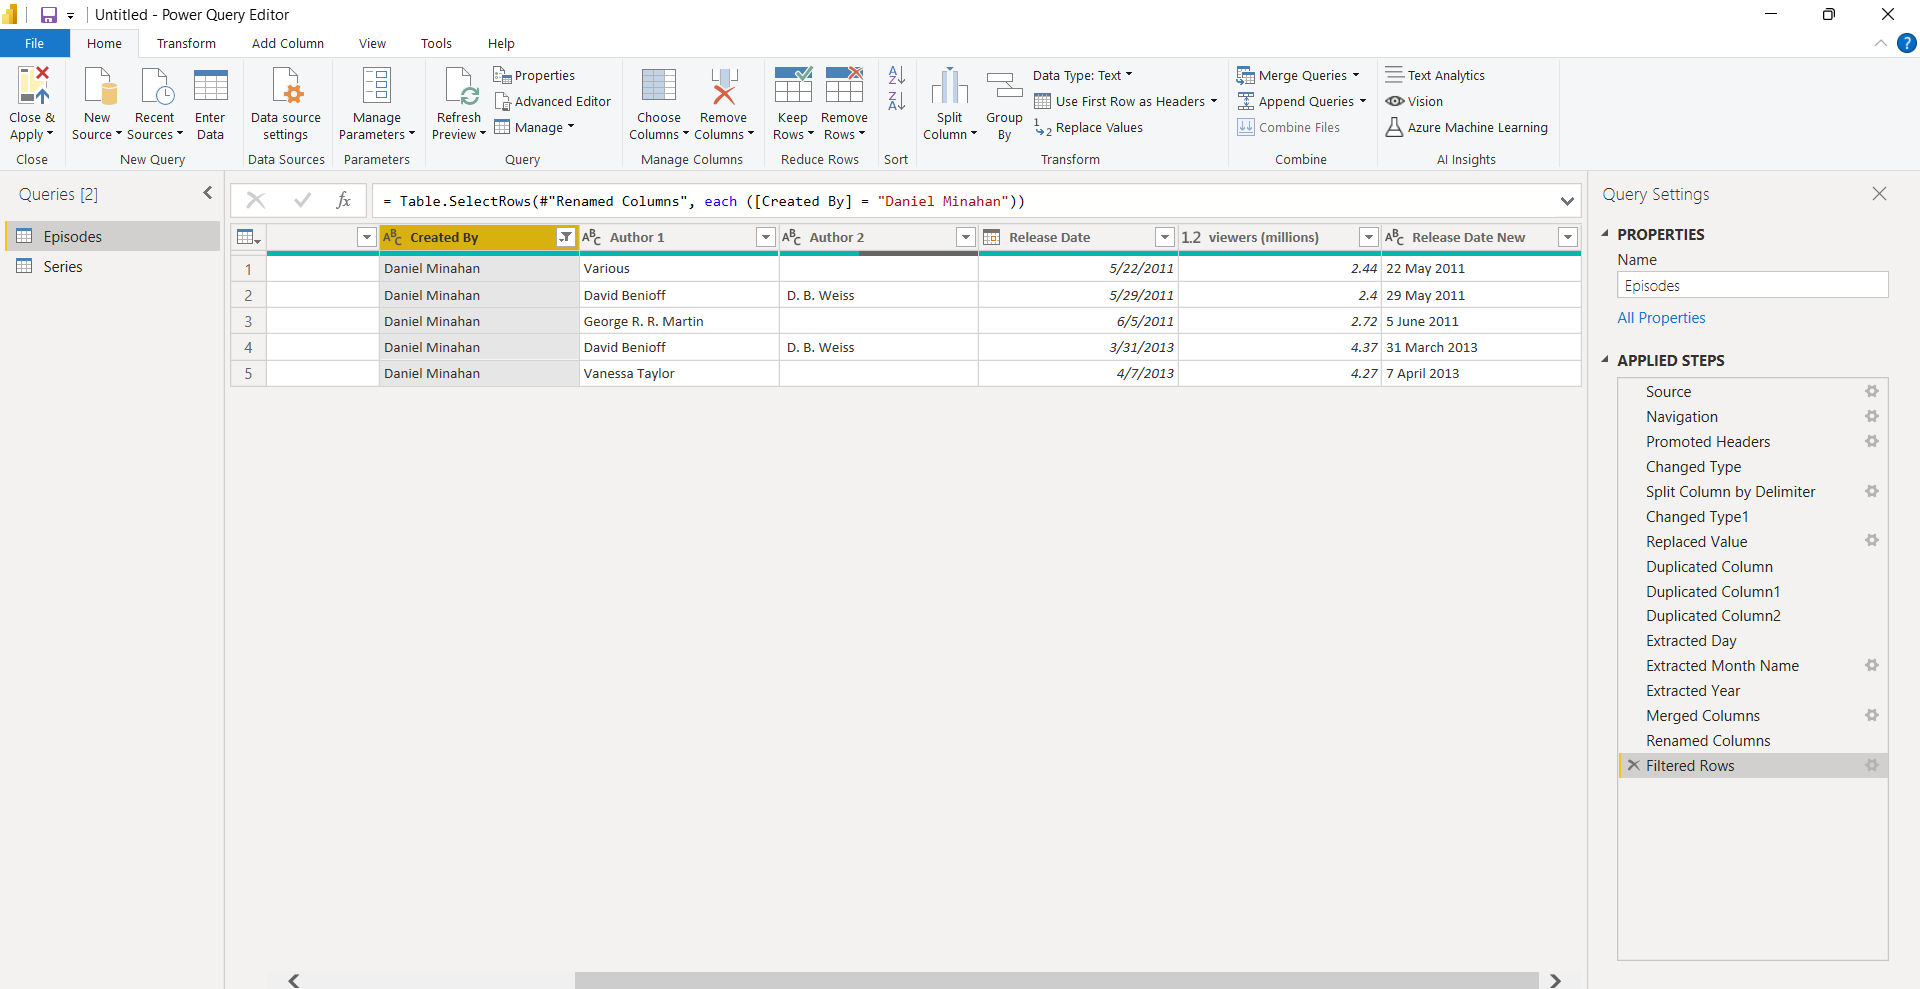 Untitled - Power Query Editor
File Home Transform Add Column View Tools Help
Close & Apply
Close
New Source
Recent Sources
Enter Data
New Query
Data source settings
Data Sources
Manage Parameters
Parameters
Refresh Preview
Properties
Advanced Editor
Manage
Query
Choose Columns
Remove Columns
Manage Columns
Keep Rows
Remove Rows
Reduce Rows
Sort
Split Column
Group By
Data Type: Text
Use First Row as Headers
Replace Values
Transform
Merge Queries
Append Queries
Combine Files
Combine
Text Analytics
Vision
Azure Machine Learning
AI Insights
Queries [2]
Episodes
Series
fx = Table.SelectRows(#"Renamed Columns", each ([Created By] = "Daniel Minahan"))
ABC Created By ABC Author 1 ABC Author 2 Release Date 1.2 viewers (millions) ABC Release Date New
1 Daniel Minahan Various 5/22/2011 2.44 22 May 2011
2 Daniel Minahan David Benioff D. B. Weiss 5/29/2011 2.4 29 May 2011
3 Daniel Minahan George R. R. Martin 6/5/2011 2.72 5 June 2011
4 Daniel Minahan David Benioff D. B. Weiss 3/31/2013 4.37 31 March 2013
5 Daniel Minahan Vanessa Taylor 4/7/2013 4.27 7 April 2013
Query Settings
PROPERTIES
Name
Episodes
All Properties
APPLIED STEPS
Source
Navigation
Promoted Headers
Changed Type
Split Column by Delimiter
Changed Type1
Replaced Value
Duplicated Column
Duplicated Column1
Duplicated Column2
Extracted Day
Extracted Month Name
Extracted Year
Merged Columns
Renamed Columns
Filtered Rows